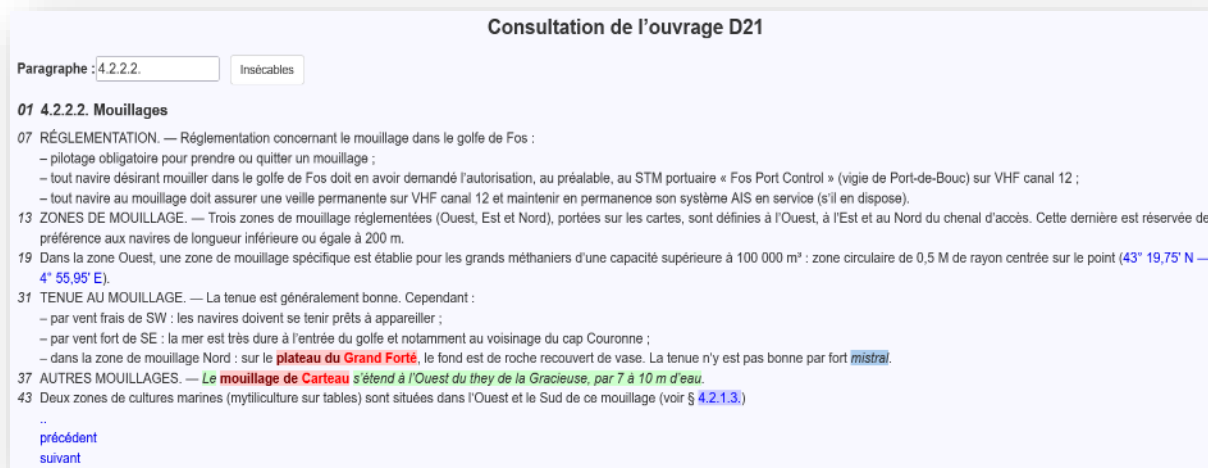 Consultation de l’ouvrage D21
Paragraphe : 4.2.2.2. Insécables
01 4.2.2.2. Mouillages
07 RÉGLEMENTATION. — Réglementation concernant le mouillage dans le golfe de Fos :
– pilotage obligatoire pour prendre ou quitter un mouillage ;
– tout navire désirant mouiller dans le golfe de Fos doit en avoir demandé l’autorisation, au préalable, au STM portuaire « Fos Port Control » (vigie de Port-de-Bouc) sur VHF canal 12 ;
– tout navire au mouillage doit assurer une veille permanente sur VHF canal 12 et maintenir en permanence son système AIS en service (s’il en dispose).
13 ZONES DE MOUILLAGE. — Trois zones de mouillage réglementées (Ouest, Est et Nord), portées sur les cartes, sont définies à l’Ouest, à l’Est et au Nord du chenal d’accès. Cette dernière est réservée de
préférence aux navires de longueur inférieure ou égale à 200 m.
19 Dans la zone Ouest, une zone de mouillage spécifique est établie pour les grands méthaniers d’une capacité supérieure à 100 000 m³ : zone circulaire de 0,5 M de rayon centrée sur le point (43° 19,75' N —
4° 55,95' E).
31 TENUE AU MOUILLAGE. — La tenue est généralement bonne. Cependant :
– par vent frais de SW : les navires doivent se tenir prêts à appareiller ;
– par vent fort de SE : la mer est très dure à l’entrée du golfe et notamment au voisinage du cap Couronne ;
– dans la zone de mouillage Nord : sur le plateau du Grand Forté, le fond est de roche recouvert de vase. La tenue n’y est pas bonne par fort mistral.
37 AUTRES MOUILLAGES. — Le mouillage de Carteau s’étend à l’Ouest du they de la Gracieuse, par 7 à 10 m d’eau.
43 Deux zones de cultures marines (mytiliculture sur tables) sont situées dans l’Ouest et le Sud de ce mouillage (voir § 4.2.1.3.)
..
précédent
suivant